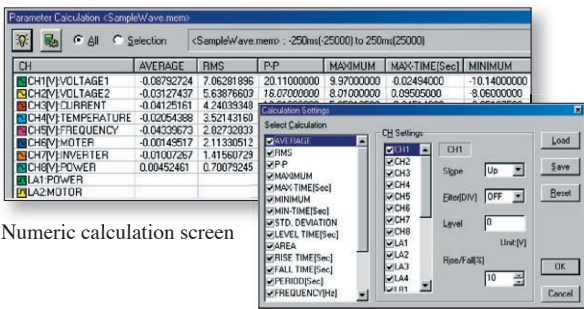 Parameter Calculation <SampleWave.mem>
All Selection <SampleWave.mem> : -250ms(-25000) to 250ms(25000)
CH AVERAGE RMS P-P MAXIMUM MAX-TIME[Sec] MINIMUM
CH1[V]:VOLTAGE1 -0.08792724 7.06281896 20.11000000 9.97000000 -0.02494000 -10.14000000
CH2[V]:VOLTAGE2 -0.03127437 5.63876603 16.07000000 8.01000000 0.09505000 -8.06000000
CH3[V]:CURRENT -0.04125161 4.24039348
CH4[V]:TEMPERATURE -0.02054388 3.52143160
CH5[V]:FREQUENCY -0.04339673 2.82732033
CH6[V]:MOTER -0.01499517 2.11330512
CH7[V]:INVERTER -0.01007267 1.41560729
CH8[V]:POWER 0.00452461 0.70079245
LA1:POWER
LA2:MOTOR
Numeric calculation screen
Calculation Settings
Select Calculation
AVERAGE
RMS
P-P
MAXIMUM
MAX-TIME[Sec]
MINIMUM
MIN-TIME[Sec]
STD. DEVIATION
LEVEL TIME[Sec]
AREA
RISE TIME[Sec]
FALL TIME[Sec]
PERIOD[Sec]
FREQUENCY[Hz]
CH Settings
CH1
CH2
CH3
CH4
CH5
CH6
CH7
CH8
LA1
LA2
LA3
LA4
LB1
CH1
Slope Up
Filter[DIV] OFF
Level 0
Unit:[V]
Rise/Fall[%]
10
Load
Save
Reset
OK
Cancel